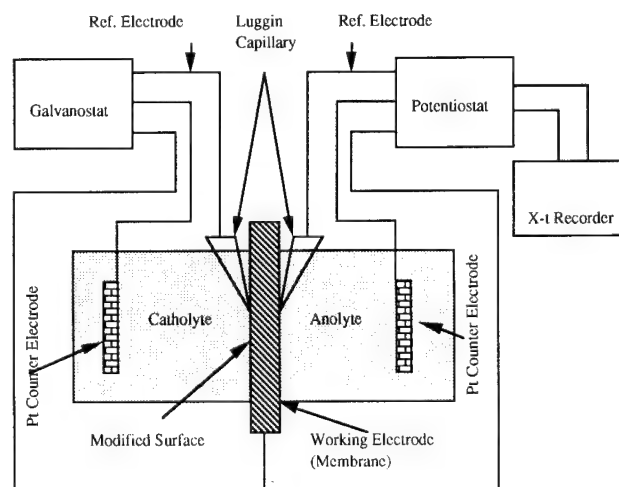 Ref. Electrode
Luggin
Capillary
Ref. Electrode
Galvanostat
Potentiostat
X-t Recorder
Pt Counter Electrode
Catholyte
Anolyte
Pt Counter Electrode
Modified Surface
Working Electrode
(Membrane)